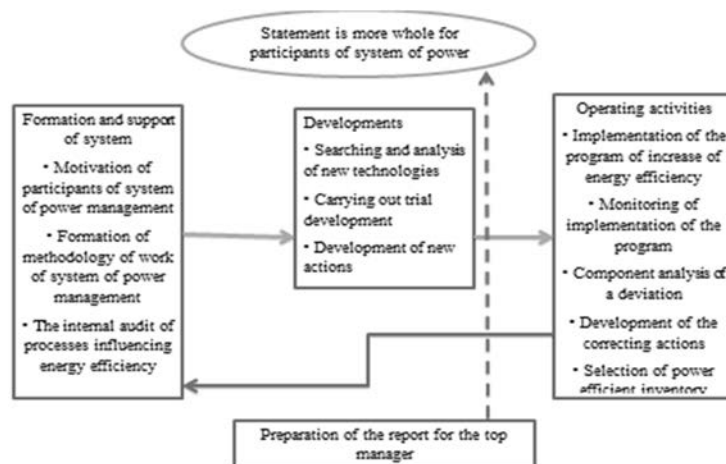 Statement is more whole for
participants of system of power
Formation and support
of system
• Motivation of
participants of system
of power management
• Formation of
methodology of work
of system of power
management
• The internal audit of
processes influencing
energy efficiency
Developments
• Searching and analysis
of new technologies
• Carrying out trial
development
• Development of new
actions
Operating activities
• Implementation of the
program of increase of
energy efficiency
• Monitoring of
implementation of the
program
• Component analysis of
a deviation
• Development of the
correcting actions
• Selection of power
efficient inventory
Preparation of the report for the top
manager